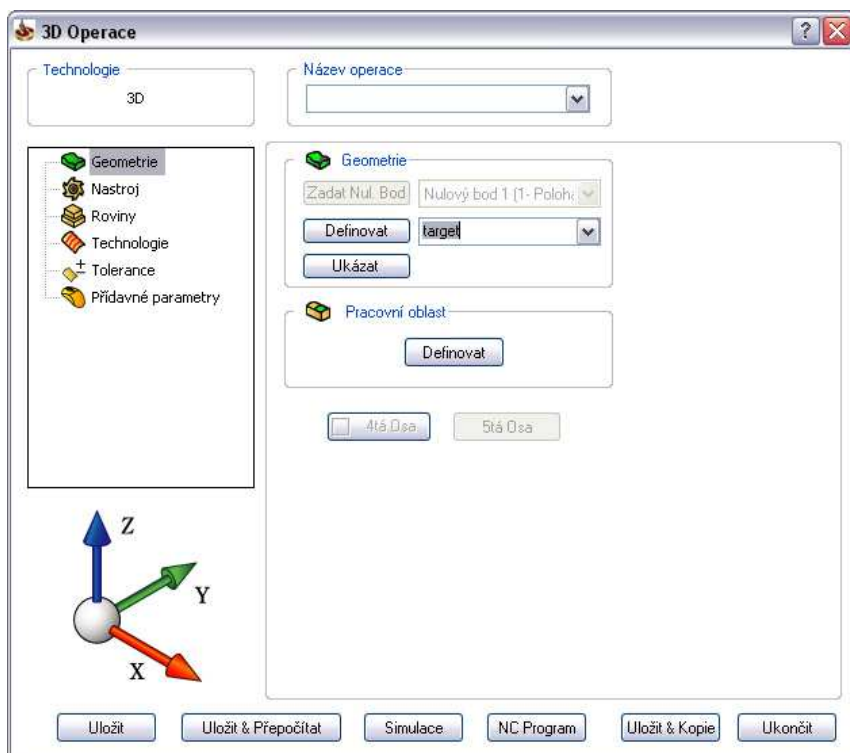 3D Operace
Technologie
3D
Název operace
Geometrie
Nastroj
Roviny
Technologie
Tolerance
Přídavné parametry
Geometrie
Zadat Nul. Bod
Nulový bod 1 (1- Poloha
Definovat
target
Ukázat
Pracovní oblast
Definovat
4tá Osa
5tá Osa
Z
Y
X
Uložit
Uložit & Přepočítat
Simulace
NC Program
Uložit & Kopie
Ukončit